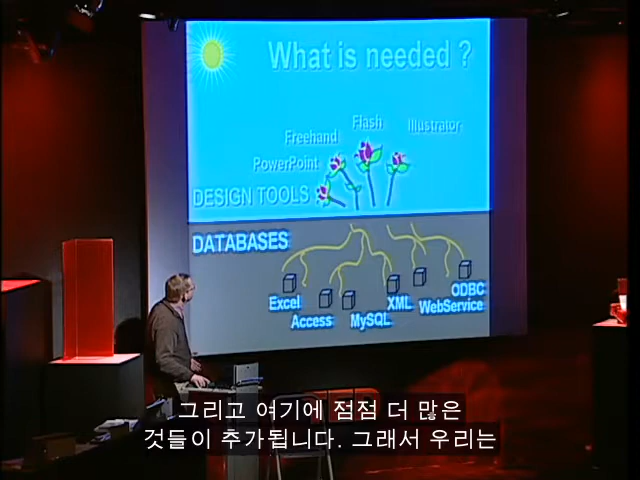 What is needed ?
Flash
Illustrator
Freehand
PowerPoint
DESIGN TOOLS
DATABASES
ODBC
Excel
XML
WebService
Access
MySQL
그리고 여기에 점점 더 많은
것들이 추가됩니다. 그래서 우리는